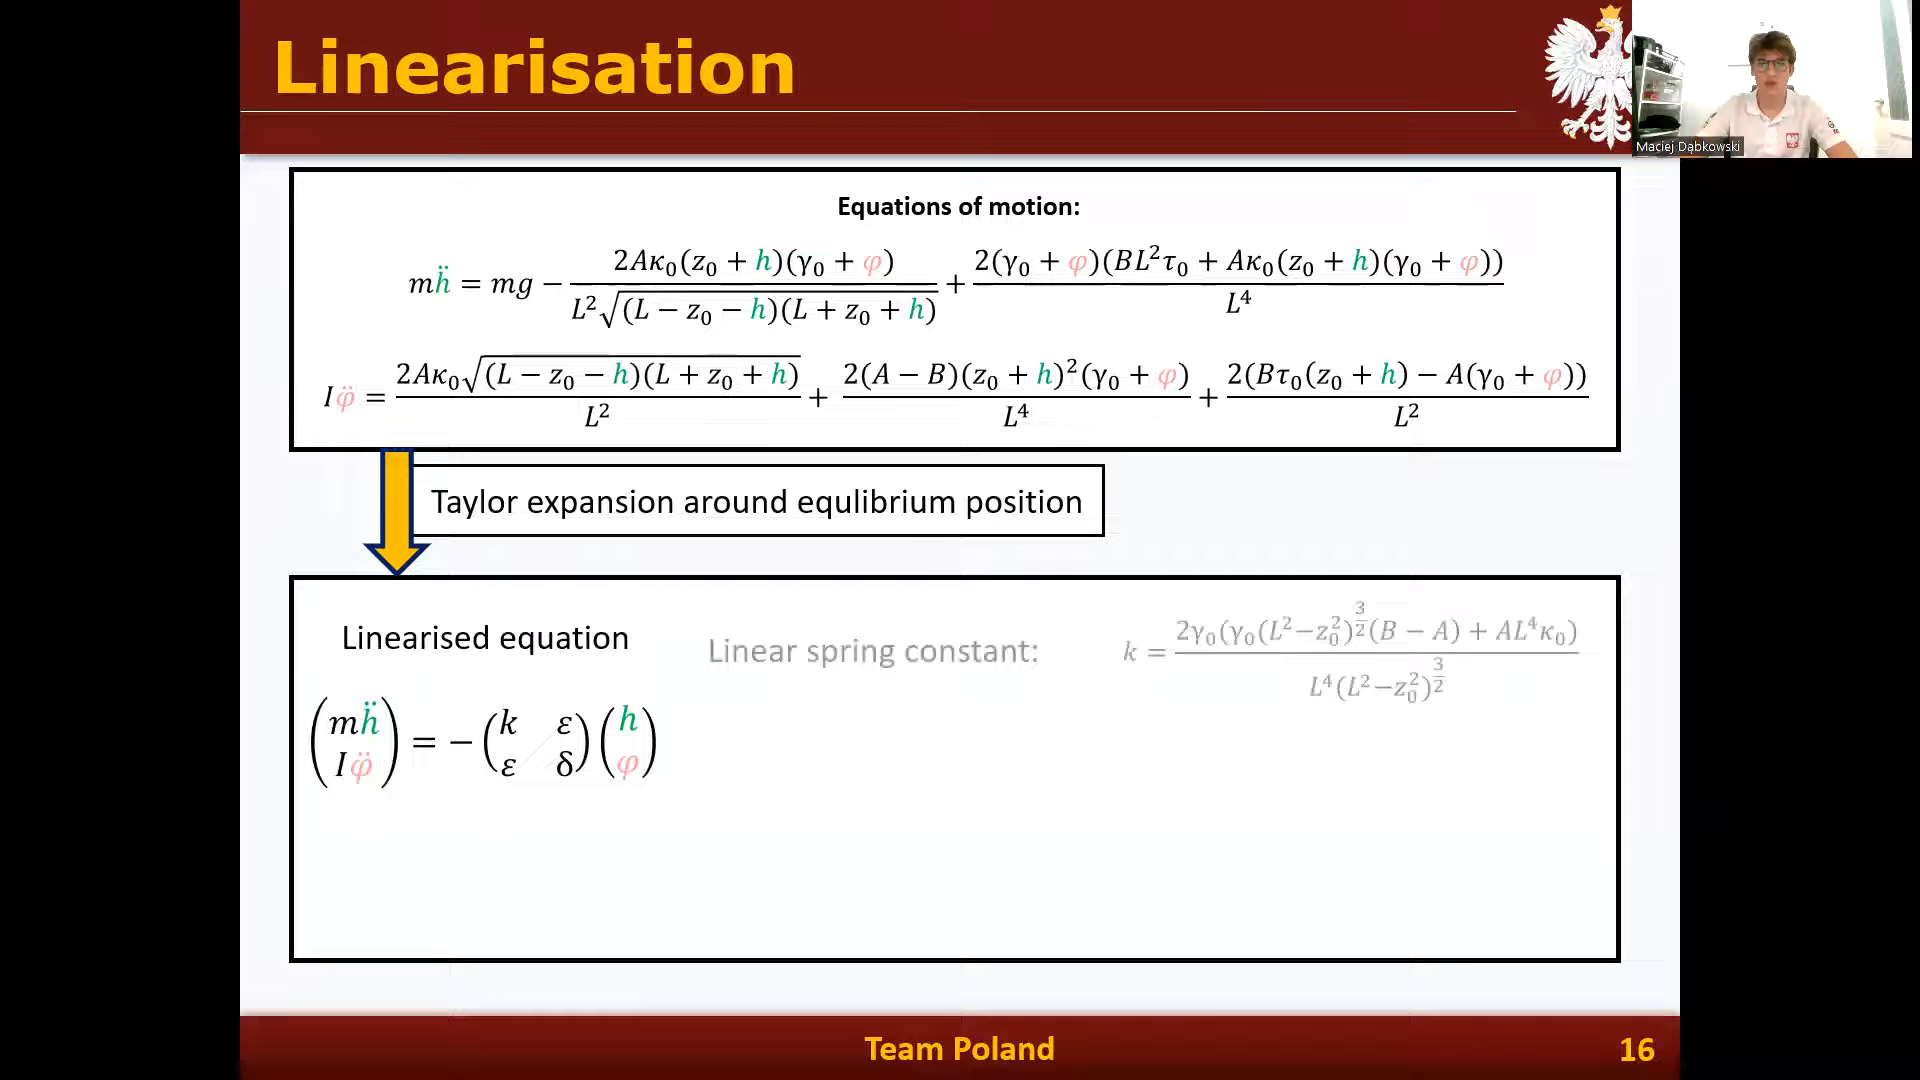 Linearisation
Maciej Dąbkowski
Equations of motion:
mḧ = mg − 2Aκ₀(z₀ + h)(γ₀ + φ) / L²√((L − z₀ − h)(L + z₀ + h)) + 2(γ₀ + φ)(BL²τ₀ + Aκ₀(z₀ + h)(γ₀ + φ)) / L⁴
Iφ̈ = 2Aκ₀√((L − z₀ − h)(L + z₀ + h)) / L² + 2(A − B)(z₀ + h)²(γ₀ + φ) / L⁴ + 2(Bτ₀(z₀ + h) − A(γ₀ + φ)) / L²
Taylor expansion around equlibrium position
Linearised equation
Linear spring constant: k = 2γ₀(γ₀(L²−z₀²)^(3/2)(B − A) + AL⁴κ₀) / L⁴(L²−z₀²)^(3/2)
(mḧ Iφ̈) = −(k ε ε δ)(h φ)
Team Poland
16